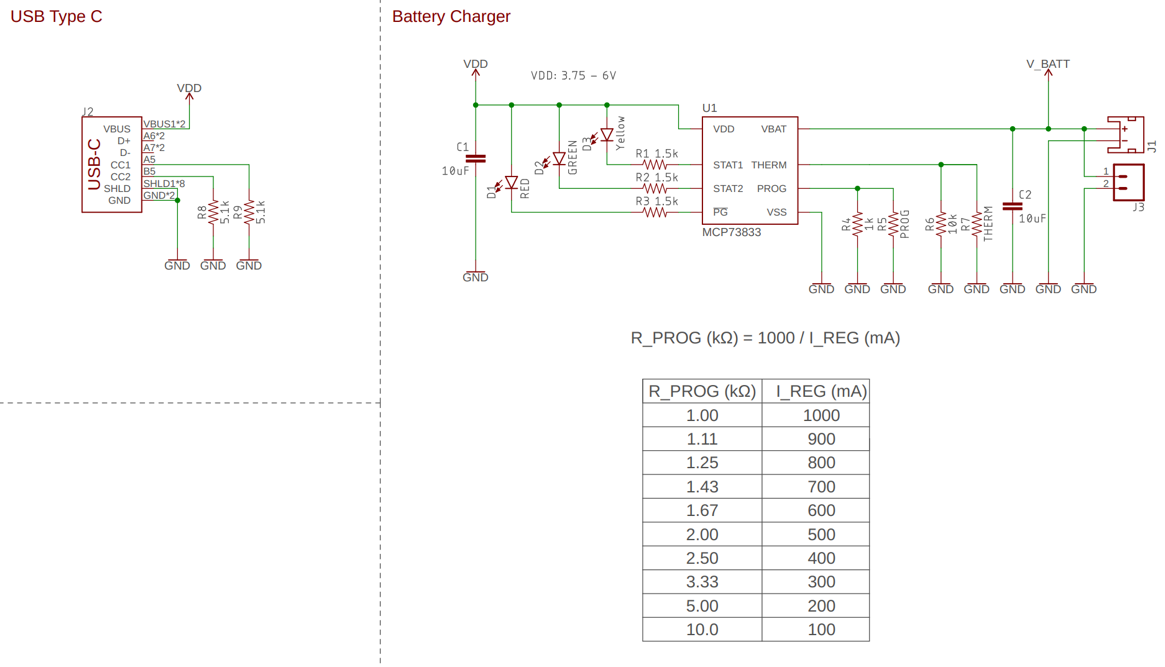 USB Type C
Battery Charger
VDD
J2
USB-C
VBUS
D+
D-
CC1
CC2
SHLD
GND
VBUS1*2
A6*2
A7*2
A5
B5
SHLD1*8
GND*2
R8
5.1k
R9
5.1k
GND
GND
GND
VDD
VDD: 3.75 – 6V
C1
10uF
GND
D1
RED
D2
GREEN
D3
Yellow
R1 1.5k
R2 1.5k
R3 1.5k
U1
VDD
VBAT
STAT1
THERM
STAT2
PROG
PG
VSS
MCP73833
V_BATT
R4
1k
R5
PROG
R6
10k
R7
THERM
C2
10uF
+
−
J1
1
2
J3
GND
GND
GND
GND
GND
GND
GND
GND
R_PROG (kΩ) = 1000 / I_REG (mA)
R_PROG (kΩ) I_REG (mA)
1.00 1000
1.11 900
1.25 800
1.43 700
1.67 600
2.00 500
2.50 400
3.33 300
5.00 200
10.0 100